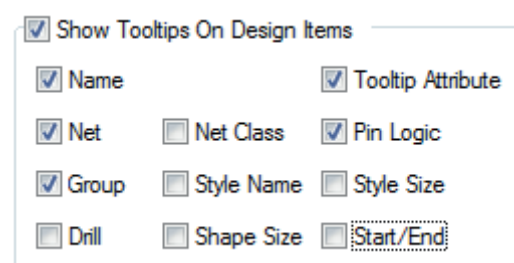 Show Tooltips On Design Items
Name Tooltip Attribute
Net Net Class Pin Logic
Group Style Name Style Size
Drill Shape Size Start/End